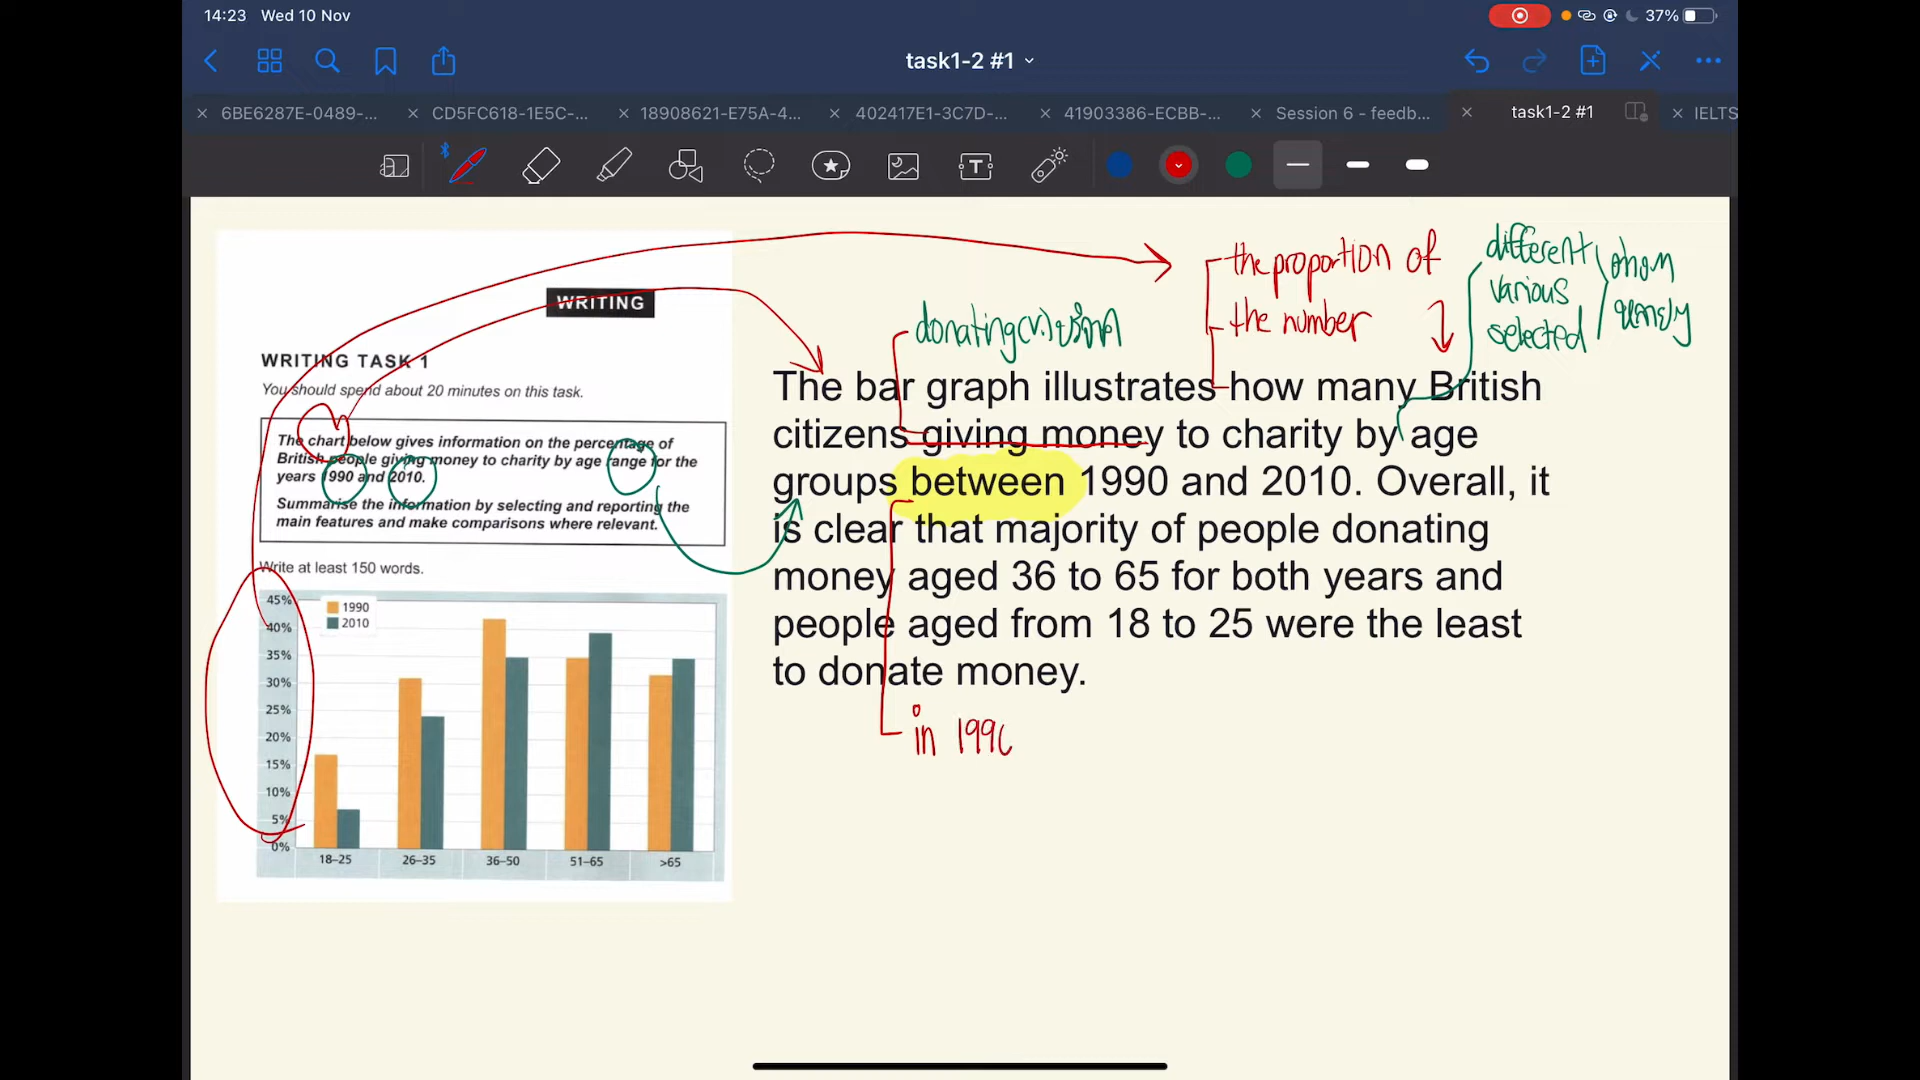 14:23 Wed 10 Nov
37%
task1-2 #1
6BE6287E-0489-...
CD5FC618-1E5C-...
18908621-E75A-4...
402417E1-3C7D-...
41903386-ECBB-...
Session 6 - feedb...
task1-2 #1
IELTS
WRITING
WRITING TASK 1
You should spend about 20 minutes on this task.
The chart below gives information on the percentage of
British people giving money to charity by age range for the
years 1990 and 2010.
Summarise the information by selecting and reporting the
main features and make comparisons where relevant.
Write at least 150 words.
1990
2010
45%
40%
35%
30%
25%
20%
15%
10%
5%
0%
18–25 26–35 36–50 51–65 >65
the proportion of
the number
different
various
selected
donating(v.)
The bar graph illustrates how many British
citizens giving money to charity by age
groups between 1990 and 2010. Overall, it
is clear that majority of people donating
money aged 36 to 65 for both years and
people aged from 18 to 25 were the least
to donate money.
in 199